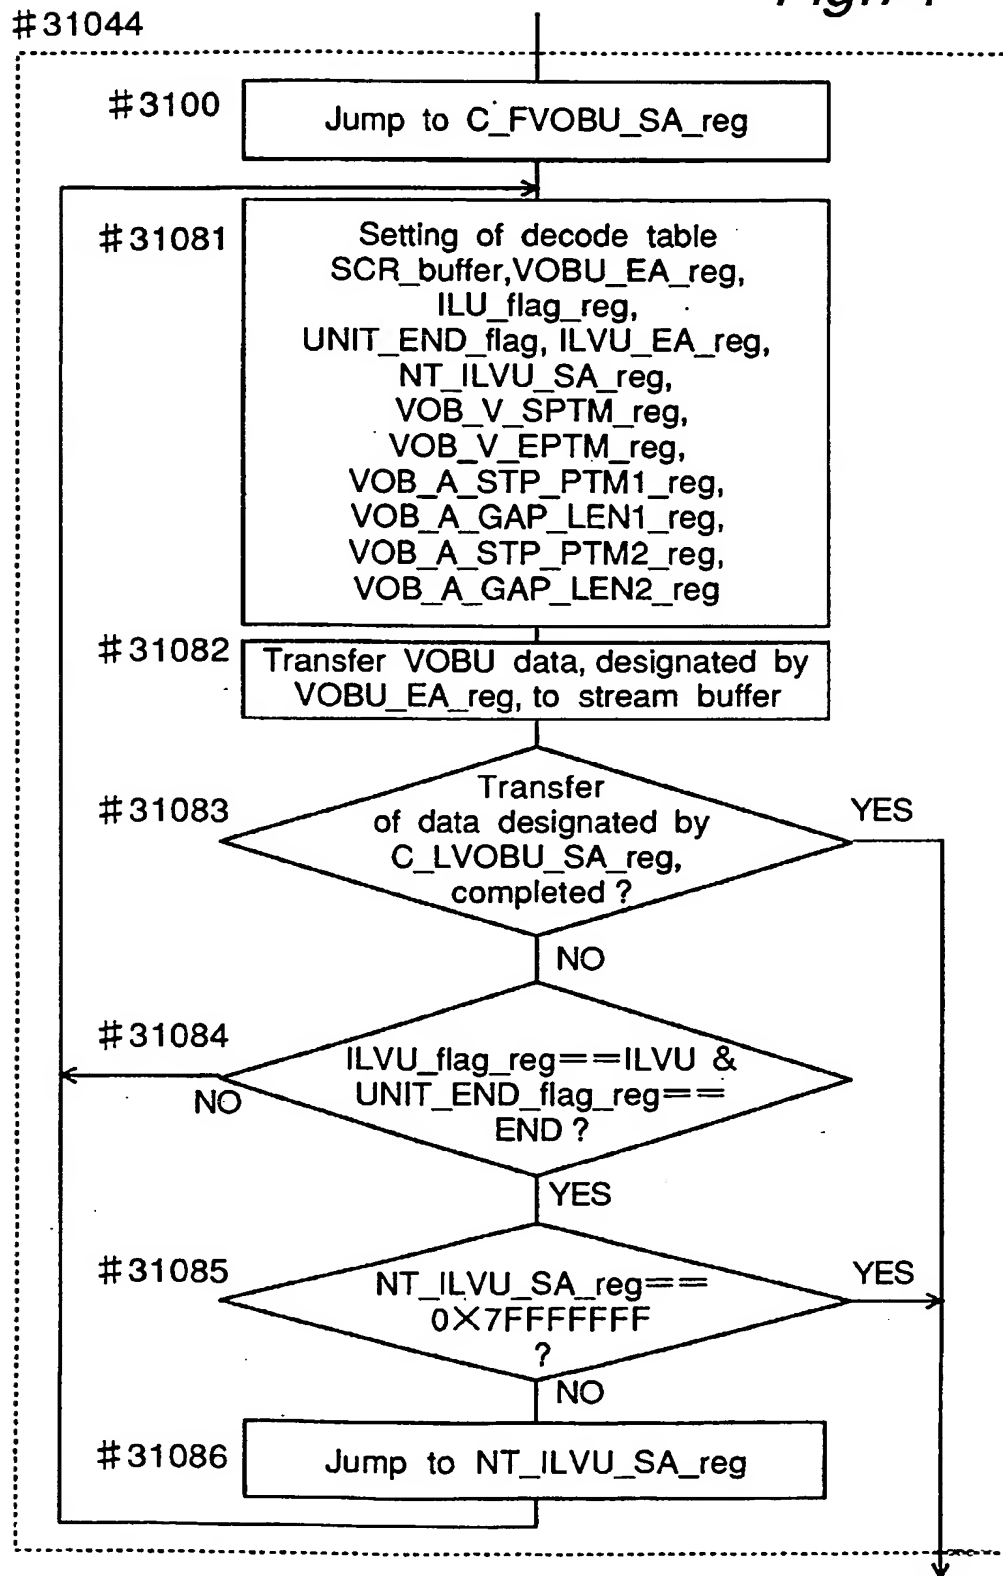 #31044
#3100
Jump to C_FVOBU_SA_reg
#31081
Setting of decode table
SCR_buffer,VOBU_EA_reg,
ILU_flag_reg,
UNIT_END_flag, ILVU_EA_reg,
NT_ILVU_SA_reg,
VOB_V_SPTM_reg,
VOB_V_EPTM_reg,
VOB_A_STP_PTM1_reg,
VOB_A_GAP_LEN1_reg,
VOB_A_STP_PTM2_reg,
VOB_A_GAP_LEN2_reg
#31082
Transfer VOBU data, designated by
VOBU_EA_reg, to stream buffer
#31083
Transfer
of data designated by
C_LVOBU_SA_reg,
completed ?
YES
NO
#31084
ILVU_flag_reg==ILVU &
UNIT_END_flag_reg==
END ?
NO
YES
#31085
NT_ILVU_SA_reg==
0X7FFFFFFF
?
YES
NO
#31086
Jump to NT_ILVU_SA_reg